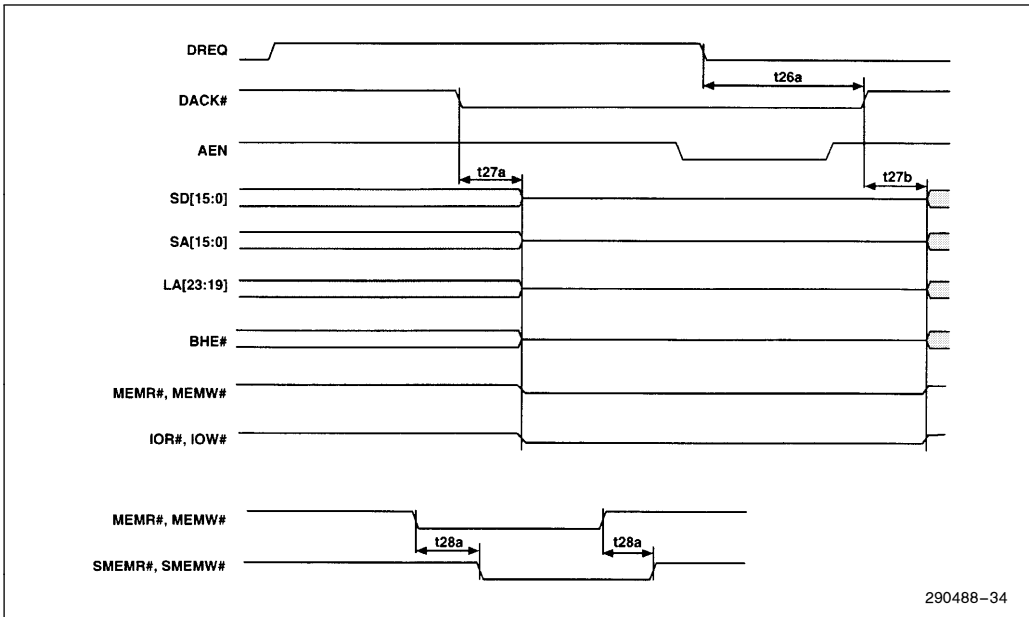 DREQ
t26a
DACK#
AEN
t27a
t27b
SD[15:0]
SA[15:0]
LA[23:19]
BHE#
MEMR#, MEMW#
IOR#, IOW#
MEMR#, MEMW#
t28a
t28a
SMEMR#, SMEMW#
290488–34